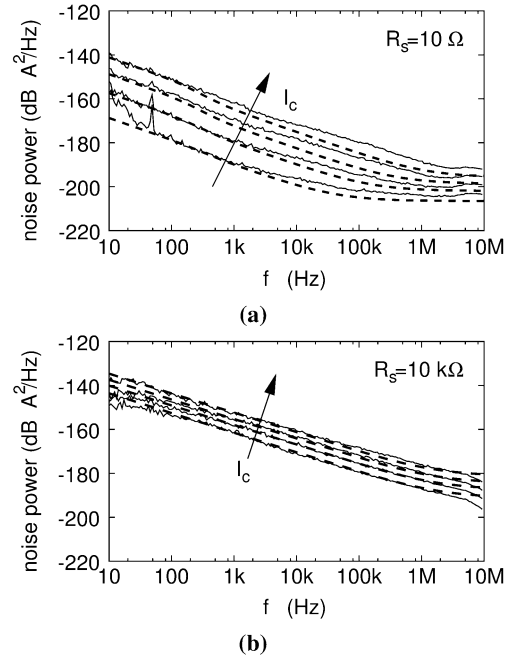 -120
-140
-160
-180
-200
-220
noise power (dB A²/Hz)
Rₛ=10 Ω
I_c
10 100 1k 10k 100k 1M 10M
f (Hz)
(a)
-120
-140
-160
-180
-200
-220
noise power (dB A²/Hz)
Rₛ=10 kΩ
I_c
10 100 1k 10k 100k 1M 10M
f (Hz)
(b)